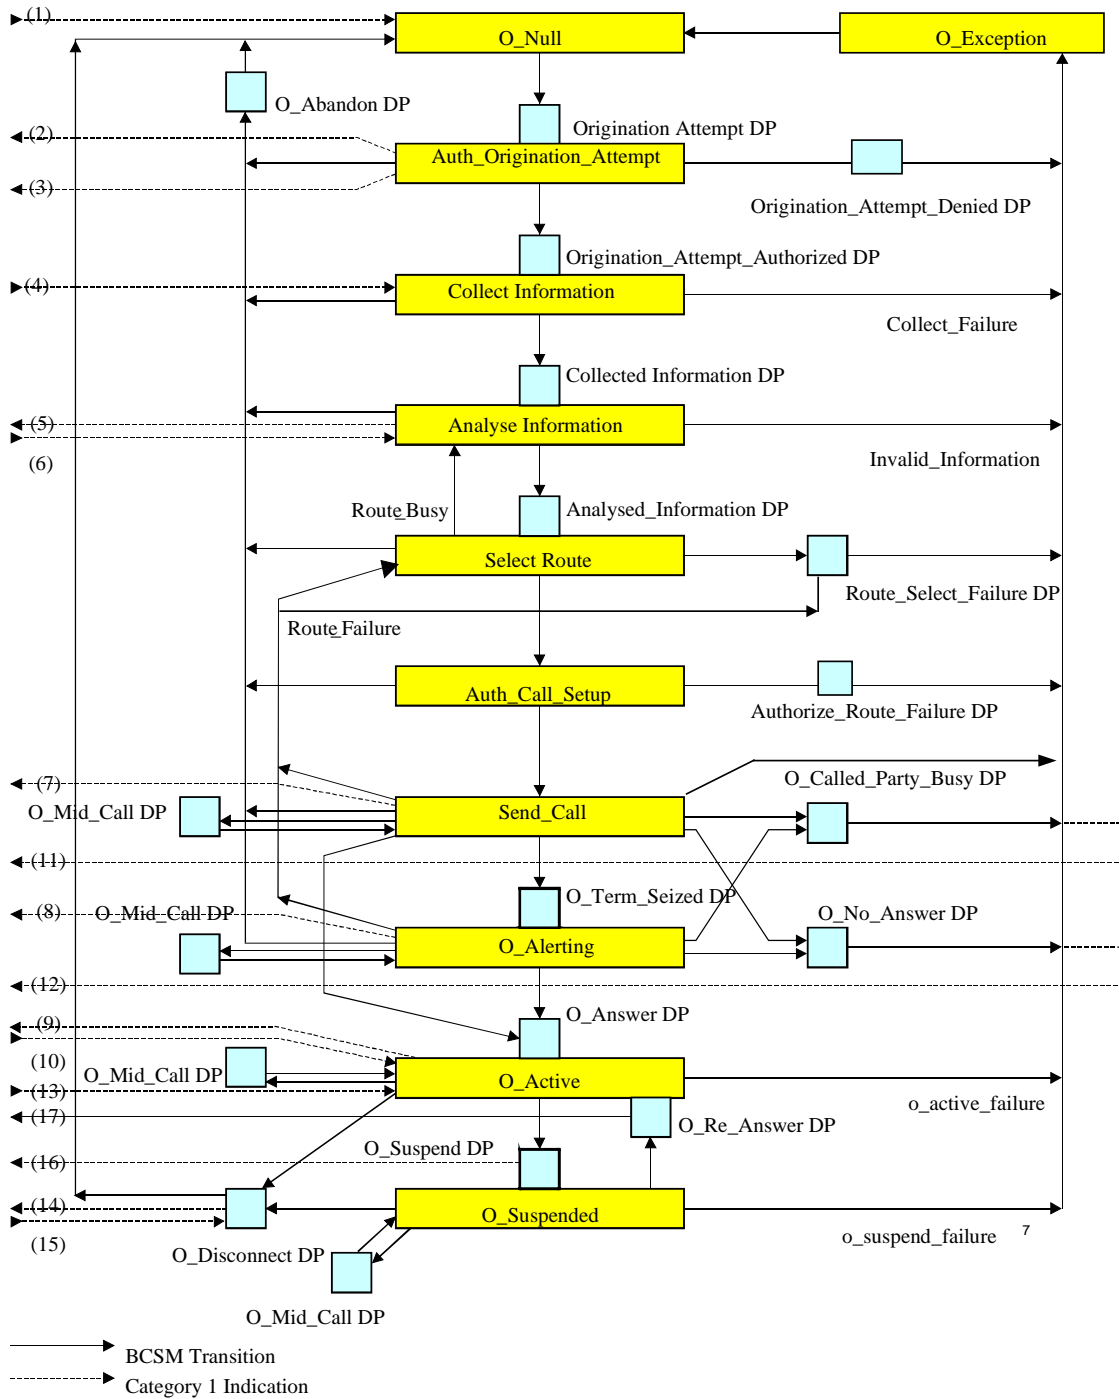 (1)
O_Null
O_Exception
O_Abandon DP
Origination Attempt DP
(2)
Auth_Origination_Attempt
(3)
Origination_Attempt_Denied DP
Origination_Attempt_Authorized DP
(4)
Collect Information
Collect_Failure
Collected Information DP
(5)
Analyse Information
(6)
Invalid_Information
Route_Busy
Analysed_Information DP
Select Route
Route_Select_Failure DP
Route_Failure
Auth_Call_Setup
Authorize_Route_Failure DP
(7)
O_Called_Party_Busy DP
O_Mid_Call DP
Send_Call
(11)
O_Term_Seized DP
(8)
O_Mid_Call DP
O_No_Answer DP
O_Alerting
(12)
O_Answer DP
(9)
(10)
O_Mid_Call DP
O_Active
(13)
o_active_failure
(17)
O_Re_Answer DP
O_Suspend DP
(16)
(14)
O_Suspended
(15)
o_suspend_failure
7
O_Disconnect DP
O_Mid_Call DP
BCSM Transition
Category 1 Indication